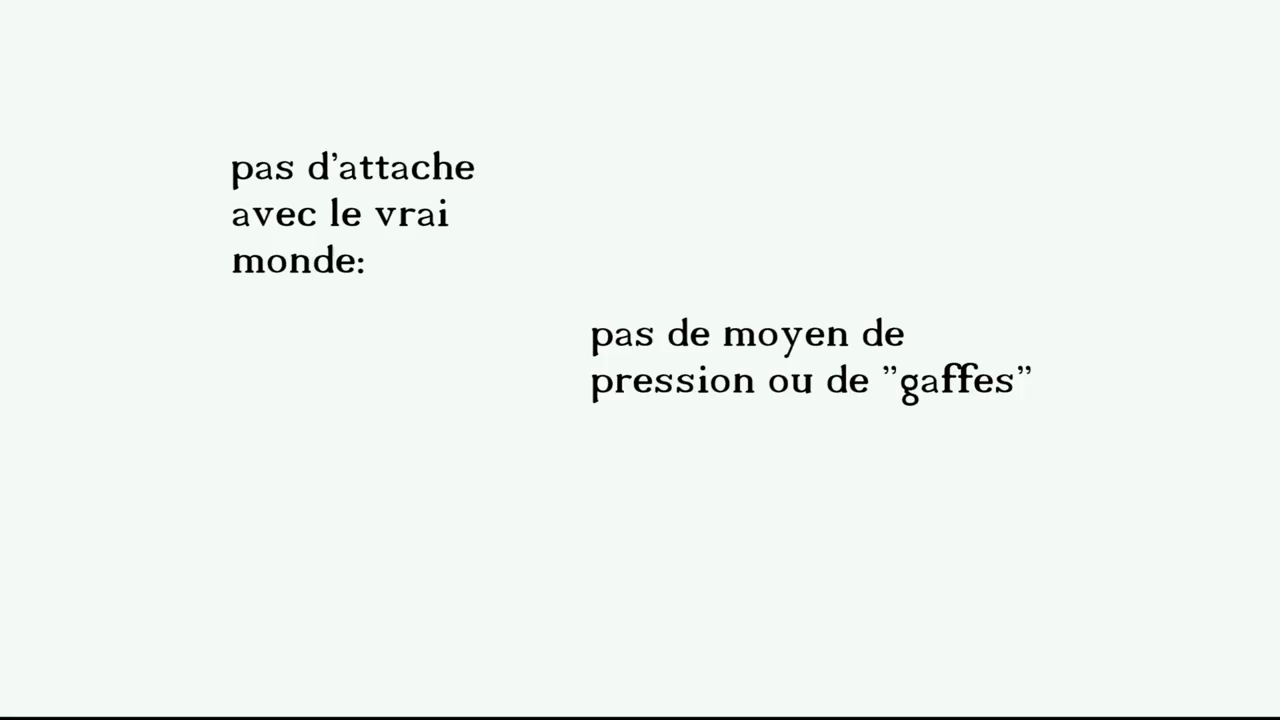 pas d’attache
avec le vrai
monde:
pas de moyen de
pression ou de ”gaffes”